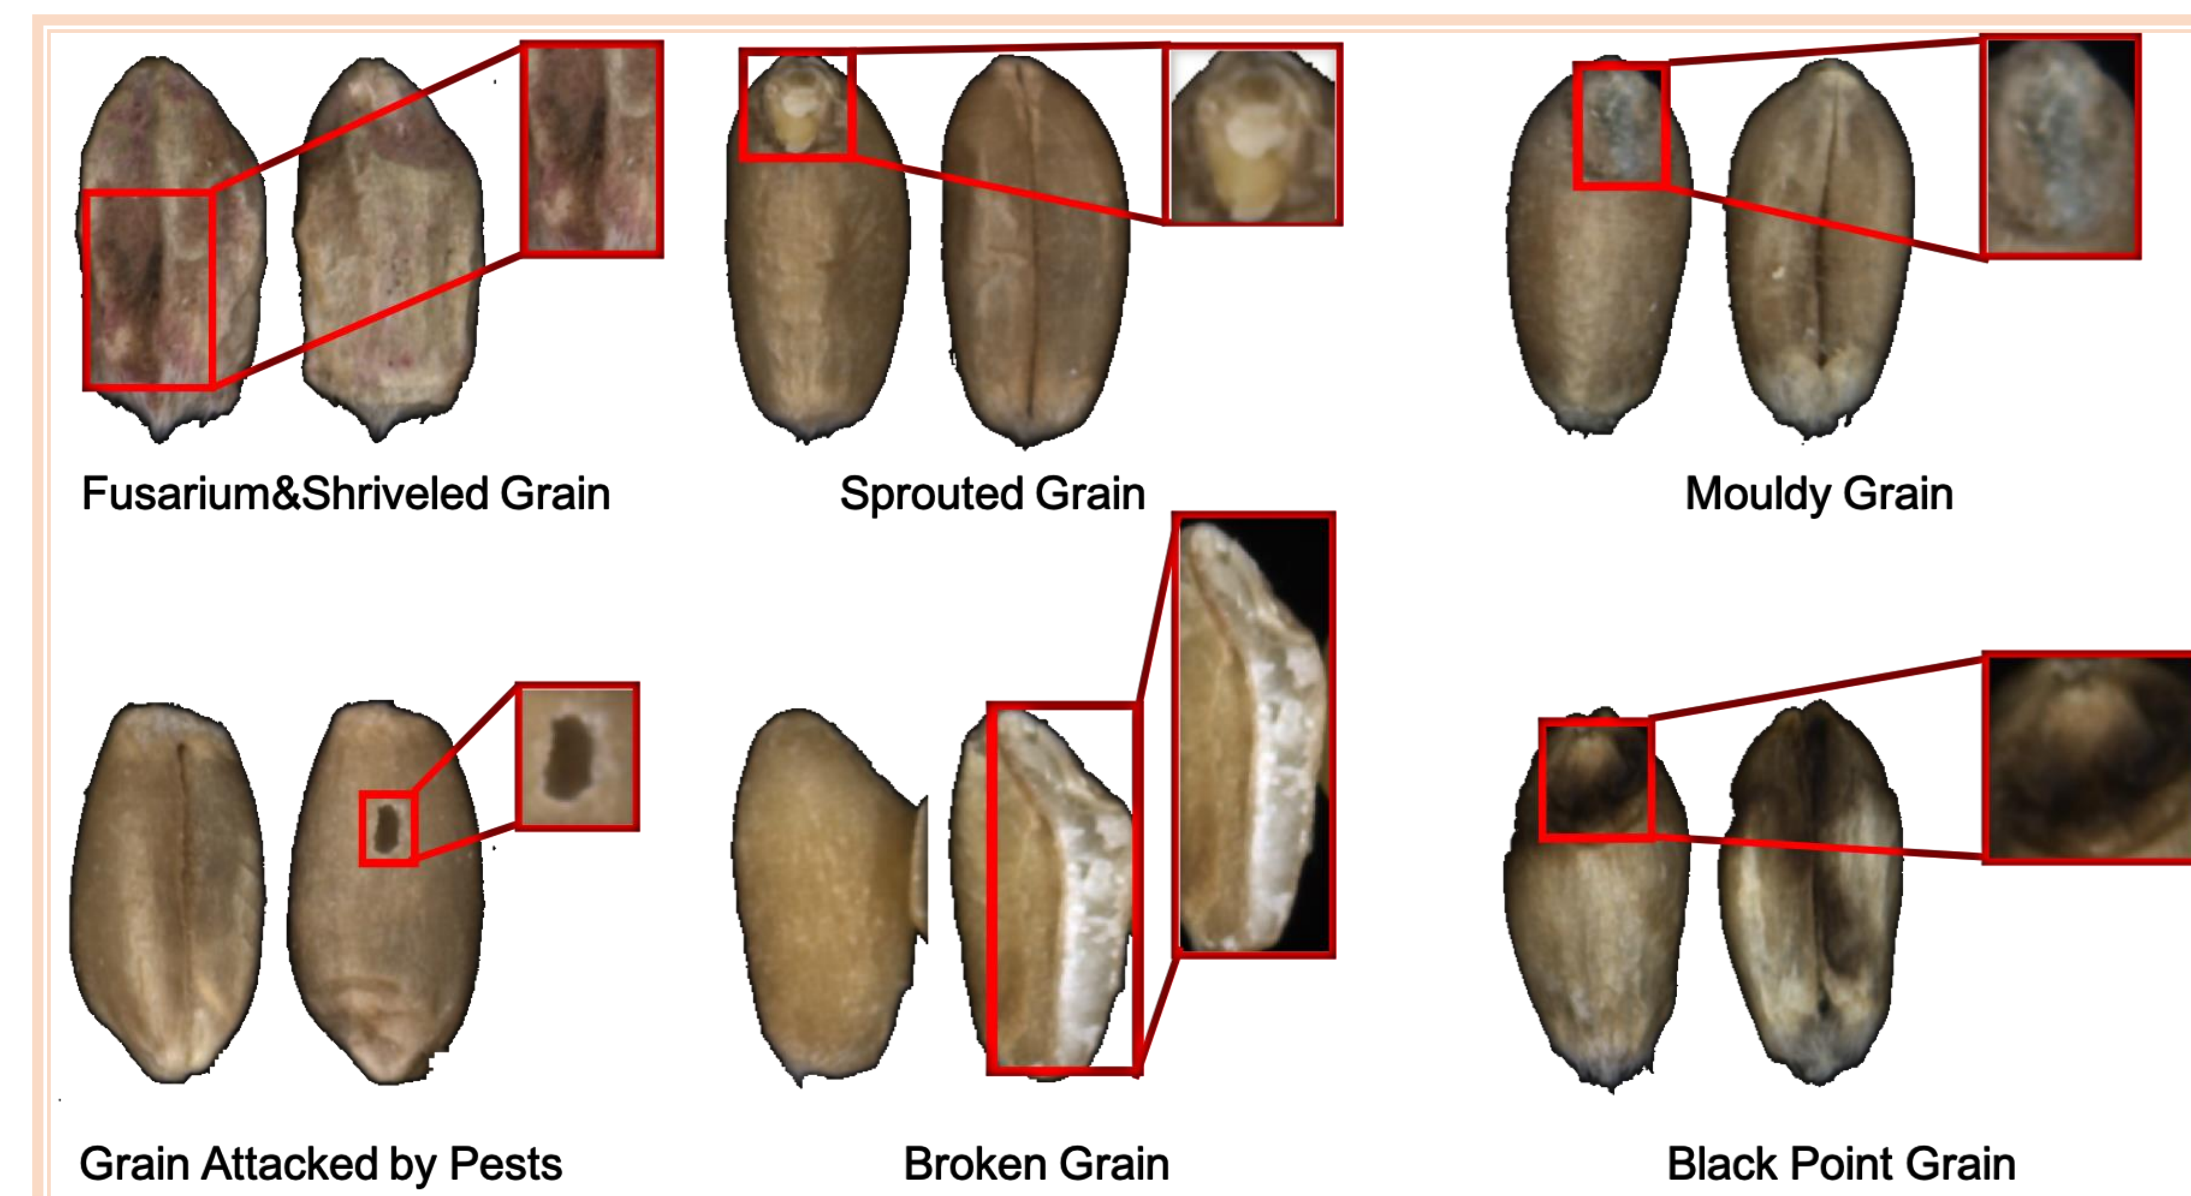 Fusarium&Shriveled Grain
Sprouted Grain
Mouldy Grain
Grain Attacked by Pests
Broken Grain
Black Point Grain